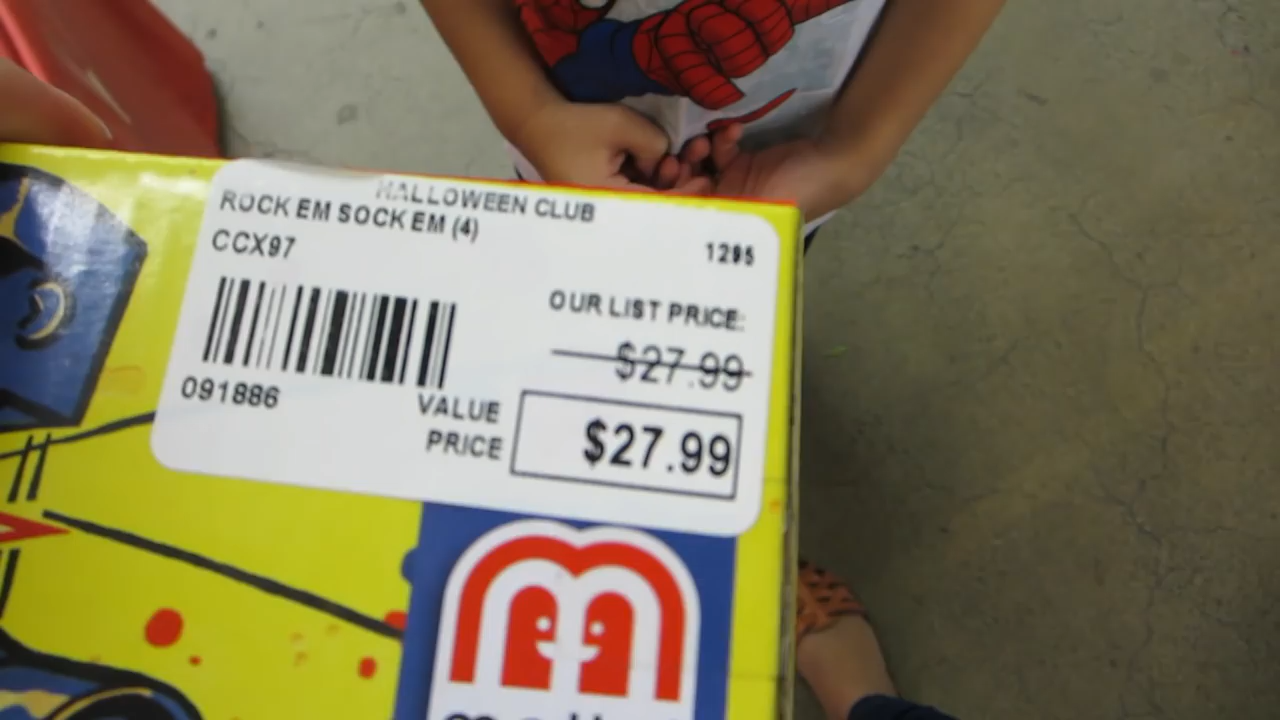 HALLOWEEN CLUB
ROCK EM SOCK EM (4)
CCX97
1295
OUR LIST PRICE:
$27.99
091886
VALUE
PRICE
$27.99